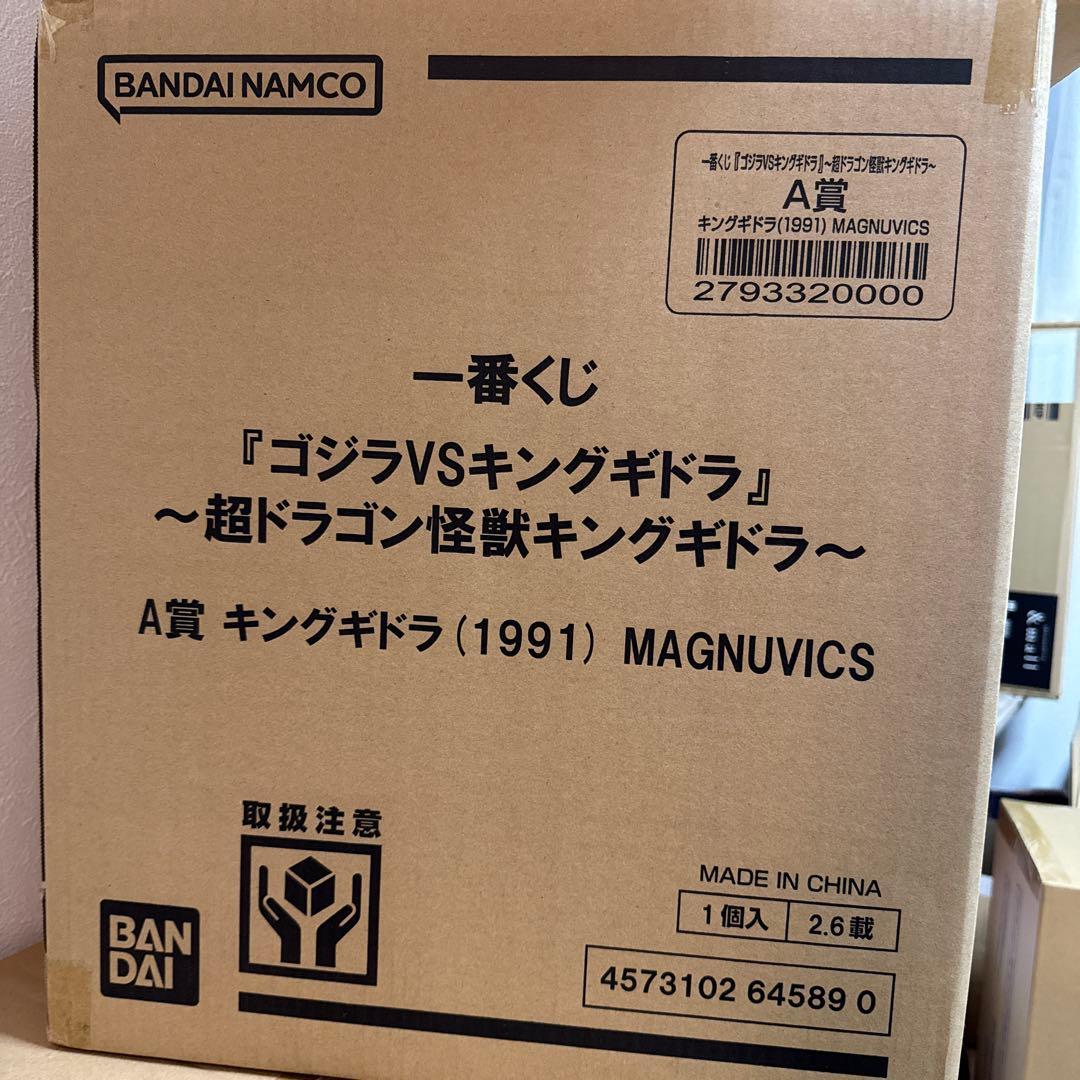 BANDAI NAMCO
一番くじ『ゴジラVSキングギドラ』～超ドラゴン怪獣キングギドラ～
A賞
キングギドラ(1991) MAGNUVICS
2793320000
一番くじ
『ゴジラVSキングギドラ』
～超ドラゴン怪獣キングギドラ～
A賞 キングギドラ(1991) MAGNUVICS
取扱注意
MADE IN CHINA
1個入 2.6載
BAN
DAI
4573102 64589 0